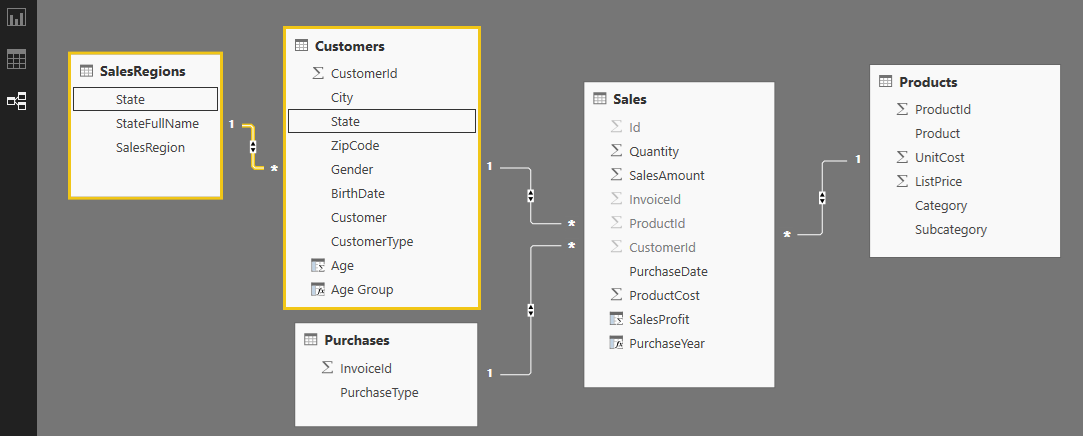 SalesRegions
State
StateFullName
SalesRegion
1
*
Customers
CustomerId
City
State
ZipCode
Gender
BirthDate
Customer
CustomerType
Age
Age Group
1
*
Purchases
InvoiceId
PurchaseType
1
*
Sales
Id
Quantity
SalesAmount
InvoiceId
ProductId
CustomerId
PurchaseDate
ProductCost
SalesProfit
PurchaseYear
*
1
Products
ProductId
Product
UnitCost
ListPrice
Category
Subcategory